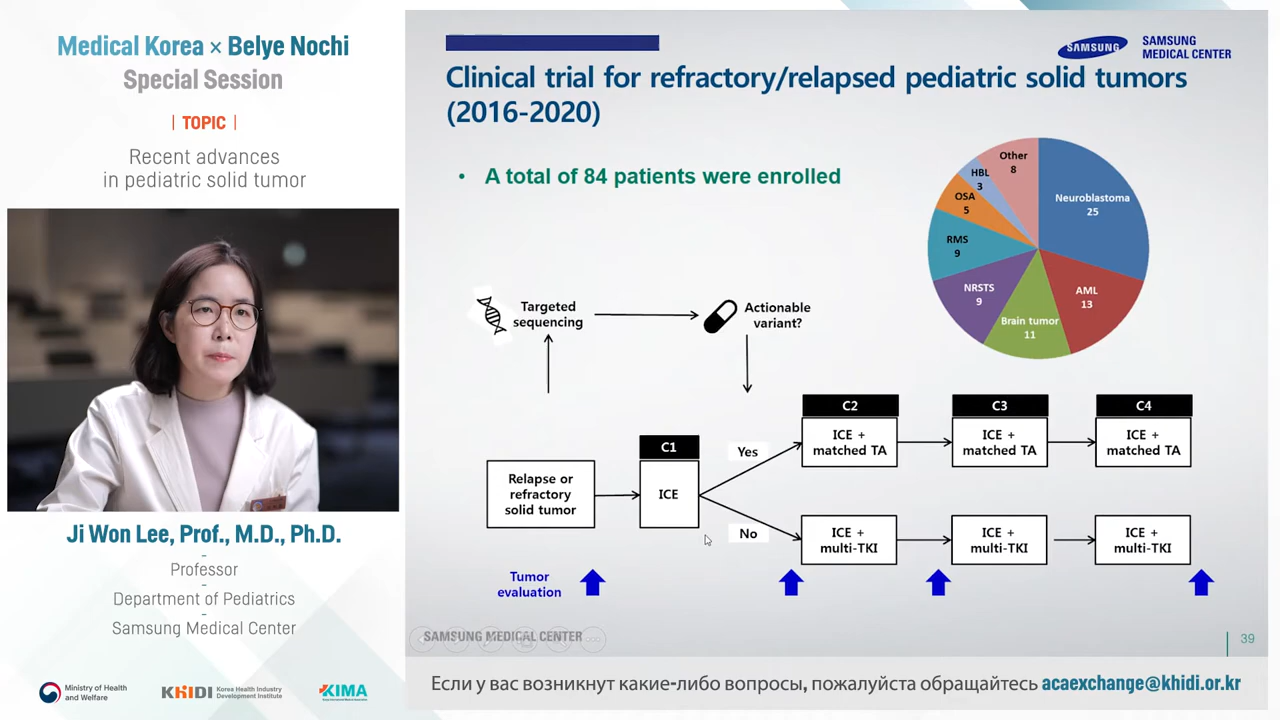 Medical Korea × Belye Nochi
Special Session
| TOPIC |
Recent advances
in pediatric solid tumor
Ji Won Lee, Prof., M.D., Ph.D.
-
Professor
-
Department of Pediatrics
-
Samsung Medical Center
Ministry of Health
and Welfare
KHIDI Korea Health Industry
Development Institute
KIMA
SAMSUNG
SAMSUNG
MEDICAL CENTER
Clinical trial for refractory/relapsed pediatric solid tumors
(2016-2020)
• A total of 84 patients were enrolled
Other
8
HBL
3
OSA
5
RMS
9
NRSTS
9
Brain tumor
11
AML
13
Neuroblastoma
25
Targeted
sequencing
Actionable
variant?
Relapse or
refractory
solid tumor
C1
ICE
Yes
No
C2
ICE +
matched TA
C3
ICE +
matched TA
C4
ICE +
matched TA
ICE +
multi-TKI
ICE +
multi-TKI
ICE +
multi-TKI
Tumor
evaluation
SAMSUNG MEDICAL CENTER
39
Если у вас возникнут какие-либо вопросы, пожалуйста обращайтесь acaexchange@khidi.or.kr